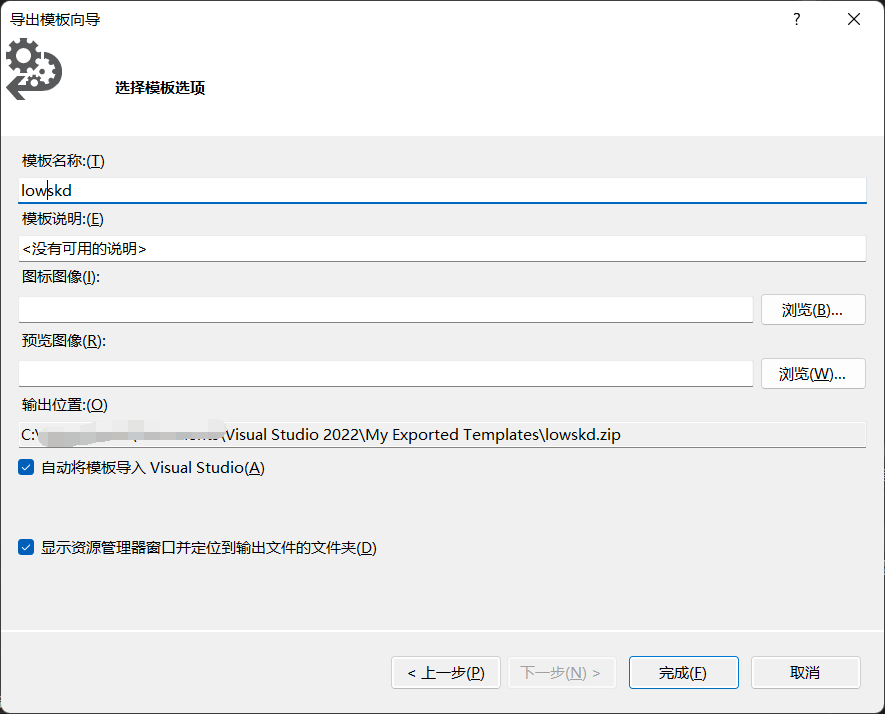 导出模板向导
?
选择模板选项
模板名称:(T)
lowskd
模板说明:(E)
<没有可用的说明>
图标图像(I):
浏览(B)...
预览图像(R):
浏览(W)...
输出位置:(O)
C:\ \Visual Studio 2022\My Exported Templates\lowskd.zip
自动将模板导入 Visual Studio(A)
显示资源管理器窗口并定位到输出文件的文件夹(D)
< 上一步(P) 下一步(N) > 完成(F) 取消